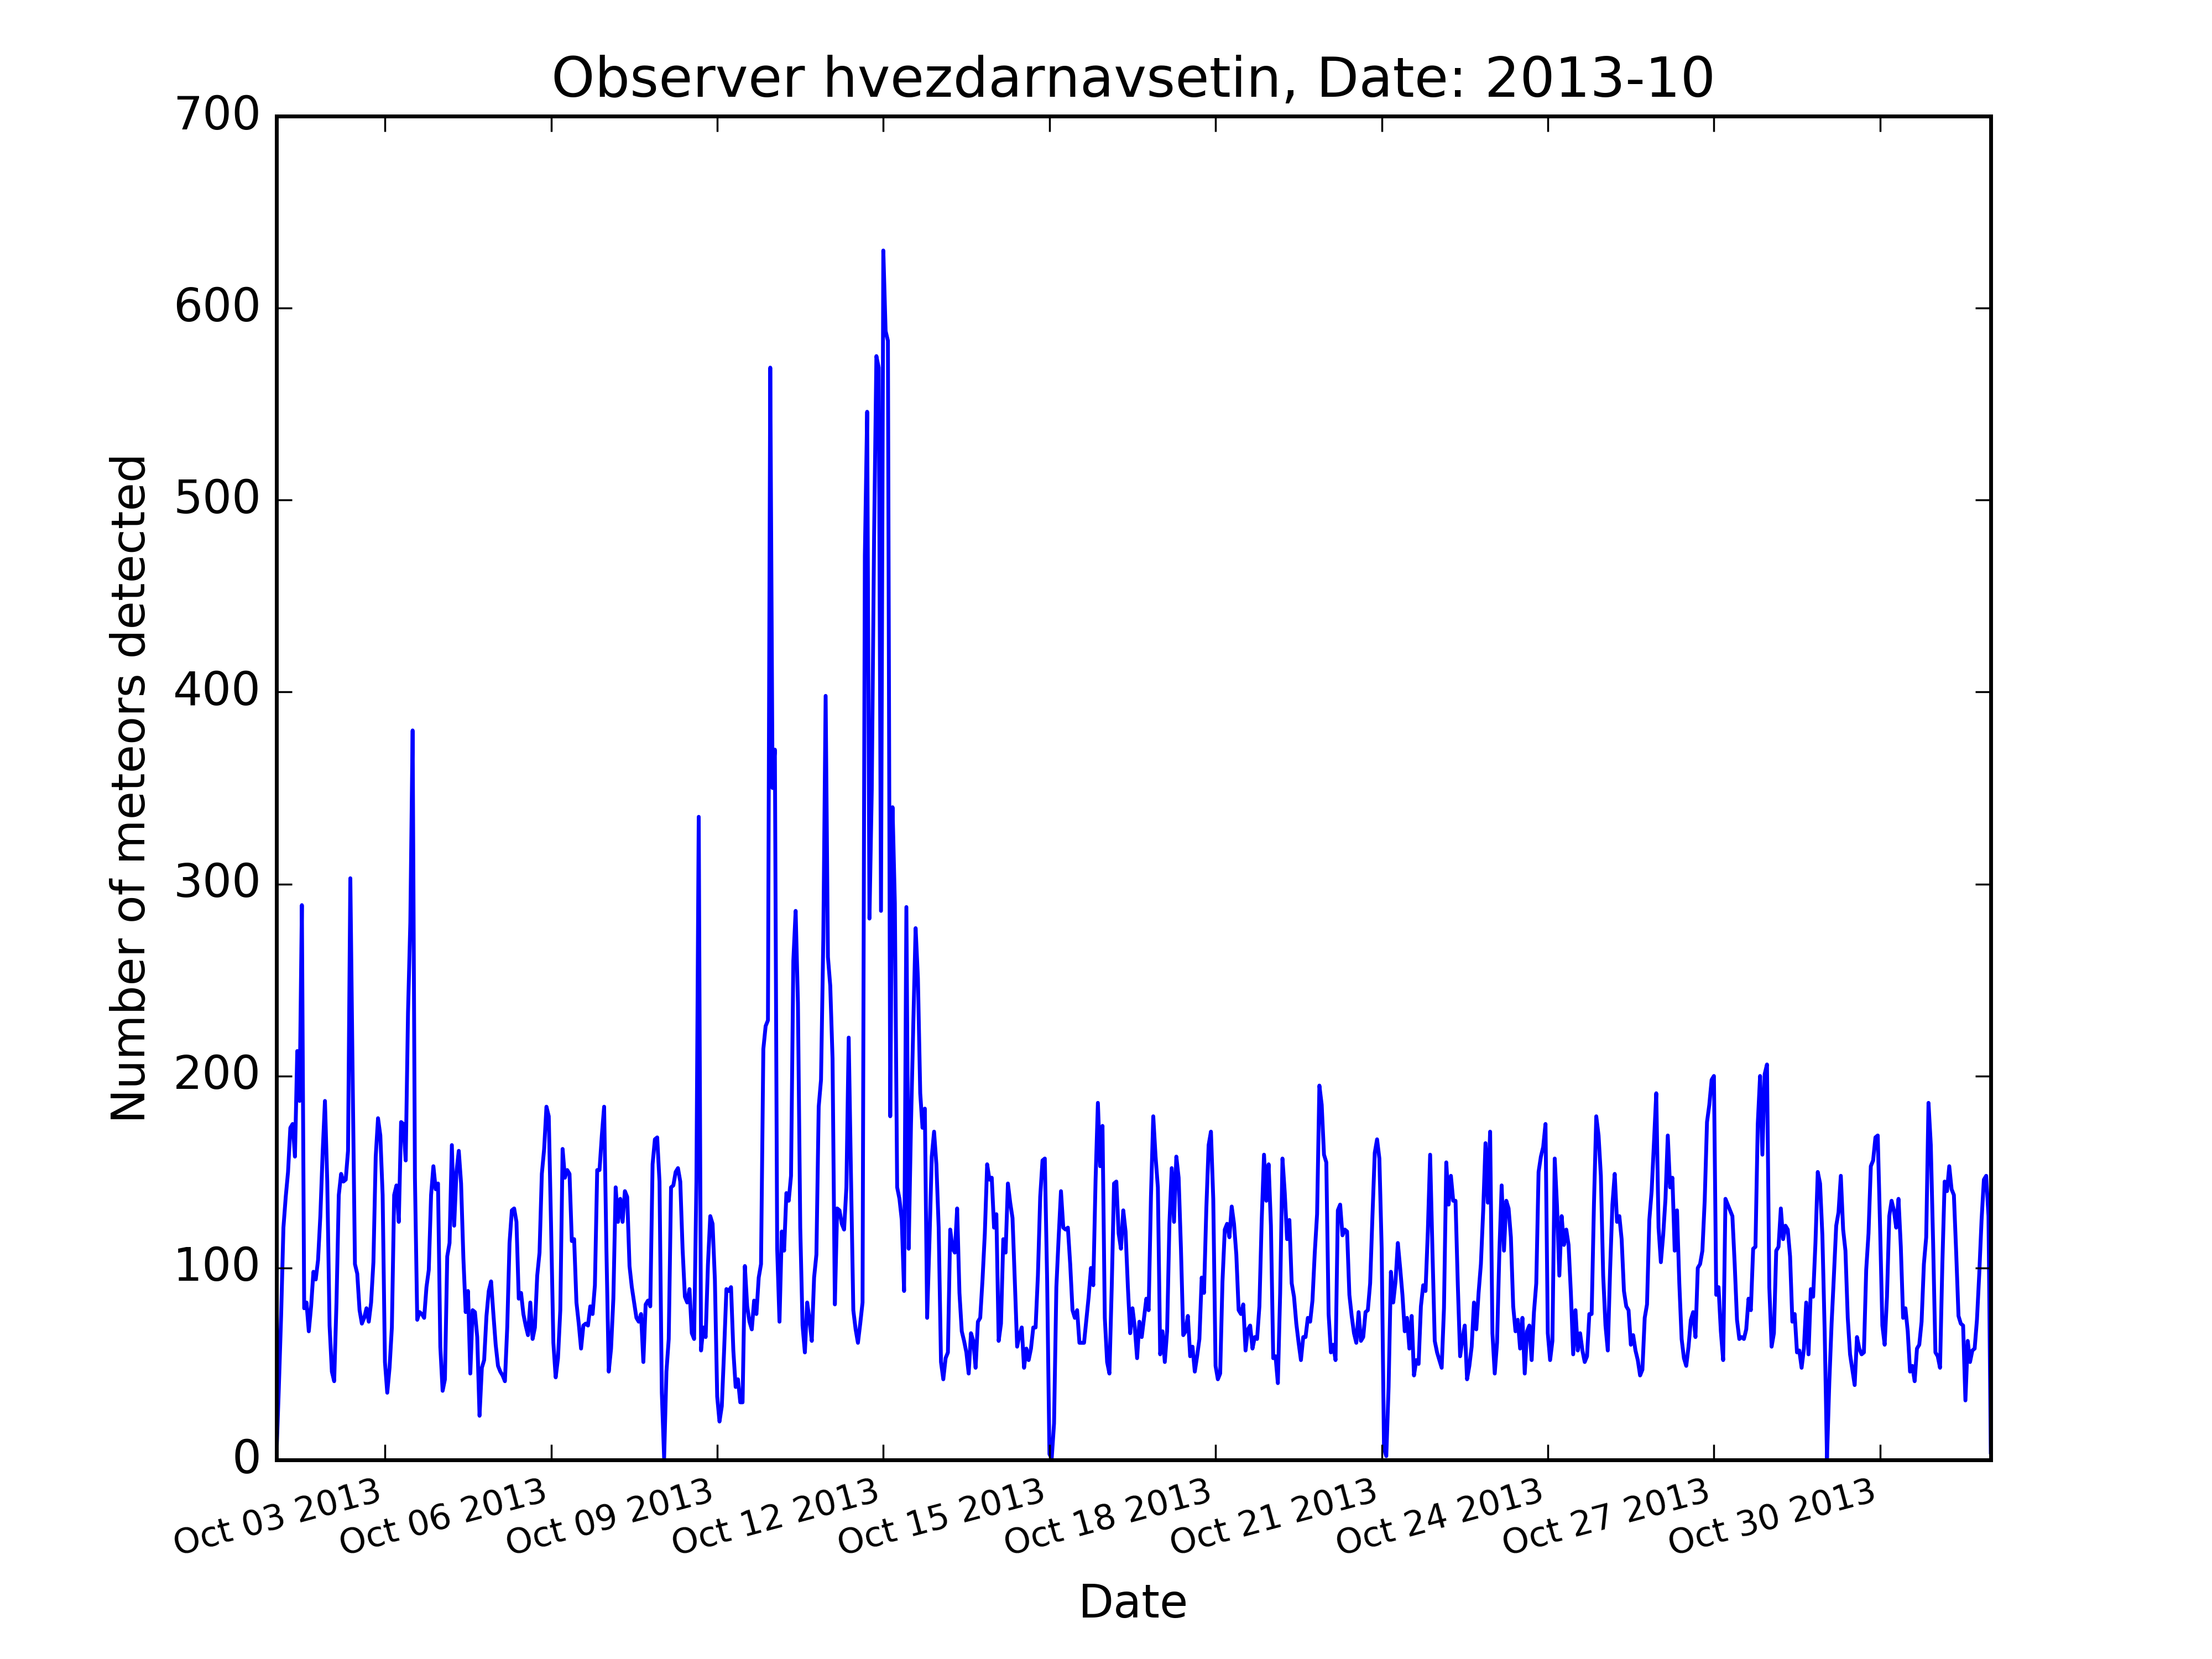 Observer hvezdarnavsetin, Date: 2013-10
Number of meteors detected
700
600
500
400
300
200
100
0
Oct 03 2013
Oct 06 2013
Oct 09 2013
Oct 12 2013
Oct 15 2013
Oct 18 2013
Oct 21 2013
Oct 24 2013
Oct 27 2013
Oct 30 2013
Date